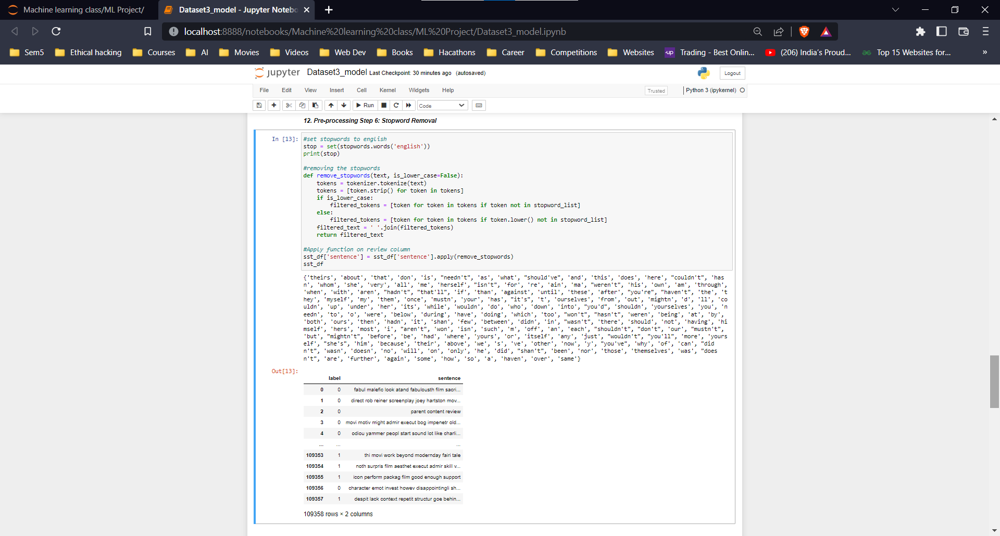 Machine learning class/ML Project/
Dataset3_model - Jupyter Notebo
localhost:8888/notebooks/Machine%20learning%20class/ML%20Project/Dataset3_model.ipynb
Sem5 Ethical hacking Courses AI Movies Videos Web Dev Books Hacathons Career Competitions Websites up Trading - Best Onlin... (206) India's Proud... Top 15 Websites for... »
jupyter Dataset3_model Last Checkpoint: 30 minutes ago (autosaved) Logout
File Edit View Insert Cell Kernel Widgets Help Trusted Python 3 (ipykernel)
Run Code
12. Pre-processing Step 6: Stopword Removal
In [13]: #set stopwords to english
stop = set(stopwords.words('english'))
print(stop)
#removing the stopwords
def remove_stopwords(text, is_lower_case=False):
tokens = tokenizer.tokenize(text)
tokens = [token.strip() for token in tokens]
if is_lower_case:
filtered_tokens = [token for token in tokens if token not in stopword_list]
else:
filtered_tokens = [token for token in tokens if token.lower() not in stopword_list]
filtered_text = ' '.join(filtered_tokens)
return filtered_text
#Apply function on review column
sst_df['sentence'] = sst_df['sentence'].apply(remove_stopwords)
sst_df
{'theirs', 'about', 'that', 'don', 'is', "needn't", 'as', 'what', "should've", 'and', 'this', 'does', 'here', "couldn't", 'has
n', 'whom', 'she', 'very', 'all', 'me', 'herself', "isn't", 'for', 're', 'ain', 'ma', "weren't", 'his', 'own', 'am', 'through',
'when', 'with', 'aren', "hadn't", "that'll", 'if', 'than', 'against', 'until', 'these', 'after', "you're", "haven't", 'the', 't
hey', 'myself', 'my', 'them', 'once', 'mustn', 'your', 'has', "it's", 't', 'ourselves', 'from', 'out', 'mightn', 'd', 'll', 'co
uldn', 'up', 'under', 'her', 'its', 'while', 'wouldn', 'do', 'who', 'down', 'into', "you'd", 'shouldn', 'yourselves', 'you', 'n
eedn', 'to', 'o', 'were', 'below', 'during', 'have', 'doing', 'which', 'too', "won't", "hasn't", 'weren', 'being', 'at', 'by',
'both', 'ours', 'then', 'hadn', 'it', 'shan', 'few', 'between', 'didn', 'in', "wasn't", 'there', 'should', 'not', 'having', 'hi
mself', 'hers', 'most', 'i', "aren't", 'won', 'isn', 'such', 'm', 'off', 'an', 'each', "shouldn't", "don't", 'our', "mustn't",
'but', "mightn't", 'before', 'be', 'had', 'where', 'yours', 'or', 'itself', 'any', 'just', "wouldn't", "you'll", 'more', 'yours
elf', "she's", 'him', 'because', 'their', 'above', 'we', 's', 've', 'other', 'now', 'y', "you've", 'why', 'of', 'can', "did
n't", 'wasn', 'doesn', 'no', 'will', 'on', 'only', 'he', 'did', "shan't", 'been', 'nor', 'those', 'themselves', 'was', "does
n't", 'are', 'further', 'again', 'some', 'how', 'so', 'a', 'haven', 'over', 'same'}
Out[13]:
label sentence
0 0 fabul malefic look atand fabulousth film sacri...
1 0 direct rob reiner screenplay joey hartston mov...
2 0 parent content review
3 0 movi motiv might admir execut bog impenetr old...
4 0 odiou yammer peopl start sound lot like charli...
... ... ...
109353 1 thi movi work beyond modernday fairi tale
109354 1 noth surpris film aesthet execut admir skill v...
109355 1 icon perform packag film good enough support
109356 0 character emot invest howev disappointingli sh...
109357 1 despit lack context repetit structur goe behin...
109358 rows × 2 columns